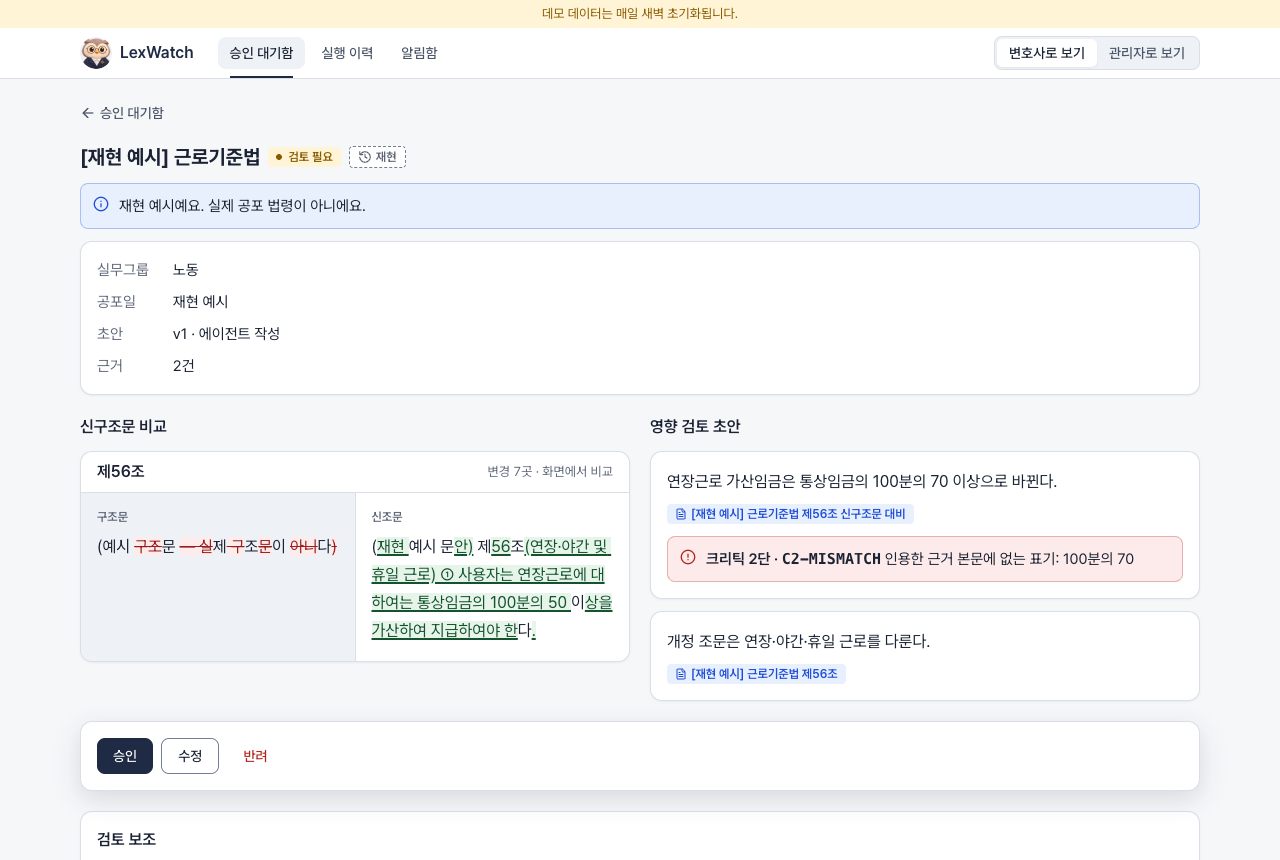 데모 데이터는 매일 새벽 초기화됩니다.
LexWatch
승인 대기함
실행 이력
알림함
변호사로 보기
관리자로 보기
← 승인 대기함
[재현 예시] 근로기준법
검토 필요
재현
재현 예시예요. 실제 공포 법령이 아니에요.
실무그룹 노동
공포일 재현 예시
초안 v1 · 에이전트 작성
근거 2건
신구조문 비교
제56조
변경 7곳 · 화면에서 비교
구조문
(예시 구조문 — 실제 구조문이 아니다)
신조문
(재현 예시 문안) 제56조(연장·야간 및
휴일 근로) ① 사용자는 연장근로에 대
하여는 통상임금의 100분의 50 이상을
가산하여 지급하여야 한다.
영향 검토 초안
연장근로 가산임금은 통상임금의 100분의 70 이상으로 바뀐다.
[재현 예시] 근로기준법 제56조 신구조문 대비
크리틱 2단 · C2-MISMATCH 인용한 근거 본문에 없는 표기: 100분의 70
개정 조문은 연장·야간·휴일 근로를 다룬다.
[재현 예시] 근로기준법 제56조
승인
수정
반려
검토 보조